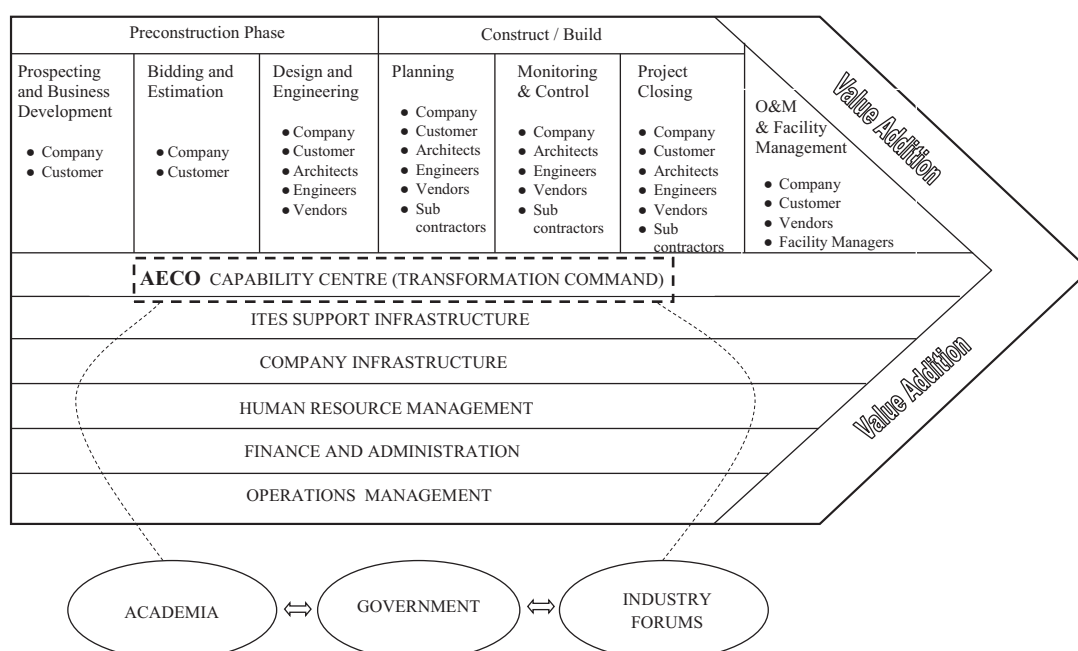 Preconstruction Phase
Construct / Build
Prospecting
and Business
Development
● Company
● Customer
Bidding and
Estimation
● Company
● Customer
Design and
Engineering
● Company
● Customer
● Architects
● Engineers
● Vendors
Planning
● Company
● Customer
● Architects
● Engineers
● Vendors
● Sub
contractors
Monitoring
& Control
● Company
● Architects
● Engineers
● Vendors
● Sub
contractors
Project
Closing
● Company
● Customer
● Architects
● Engineers
● Vendors
● Sub
contractors
O&M
& Facility
Management
● Company
● Customer
● Vendors
● Facility Managers
Value Addition
AECO CAPABILITY CENTRE (TRANSFORMATION COMMAND)
ITES SUPPORT INFRASTRUCTURE
COMPANY INFRASTRUCTURE
HUMAN RESOURCE MANAGEMENT
FINANCE AND ADMINISTRATION
OPERATIONS MANAGEMENT
Value Addition
ACADEMIA
GOVERNMENT
INDUSTRY
FORUMS